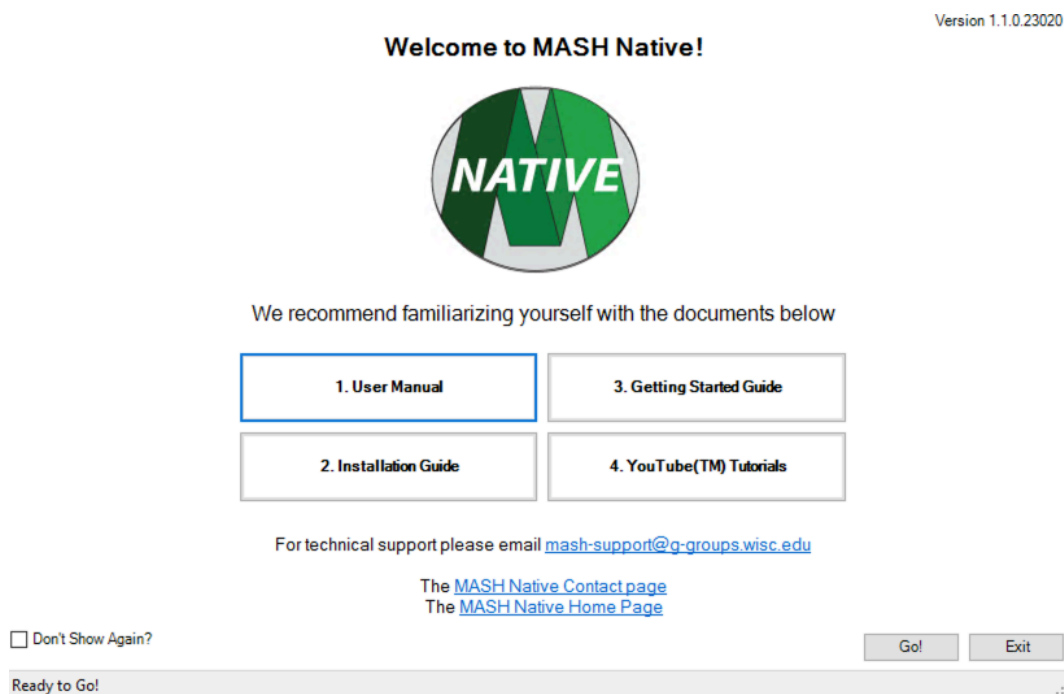 Version 1.1.0.23020
Welcome to MASH Native!
NATIVE
We recommend familiarizing yourself with the documents below
1. User Manual
3. Getting Started Guide
2. Installation Guide
4. YouTube(TM) Tutorials
For technical support please email mash-support@g-groups.wisc.edu
The MASH Native Contact page
The MASH Native Home Page
Don't Show Again?
Go!
Exit
Ready to Go!